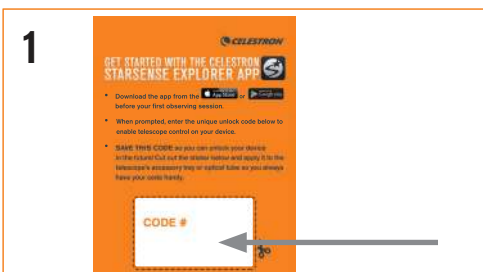 1
CELESTRON
GET STARTED WITH THE CELESTRON
STARSENSE EXPLORER APP
• Download the app from the App Store or Google Play
before your first observing session.
• When prompted, enter the unique unlock code below to
enable telescope control on your device.
• SAVE THIS CODE so you can unlock your device
in the future! Cut out the sticker below and apply it to the
telescope's accessory tray or optical tube so you always
have your code handy.
CODE #